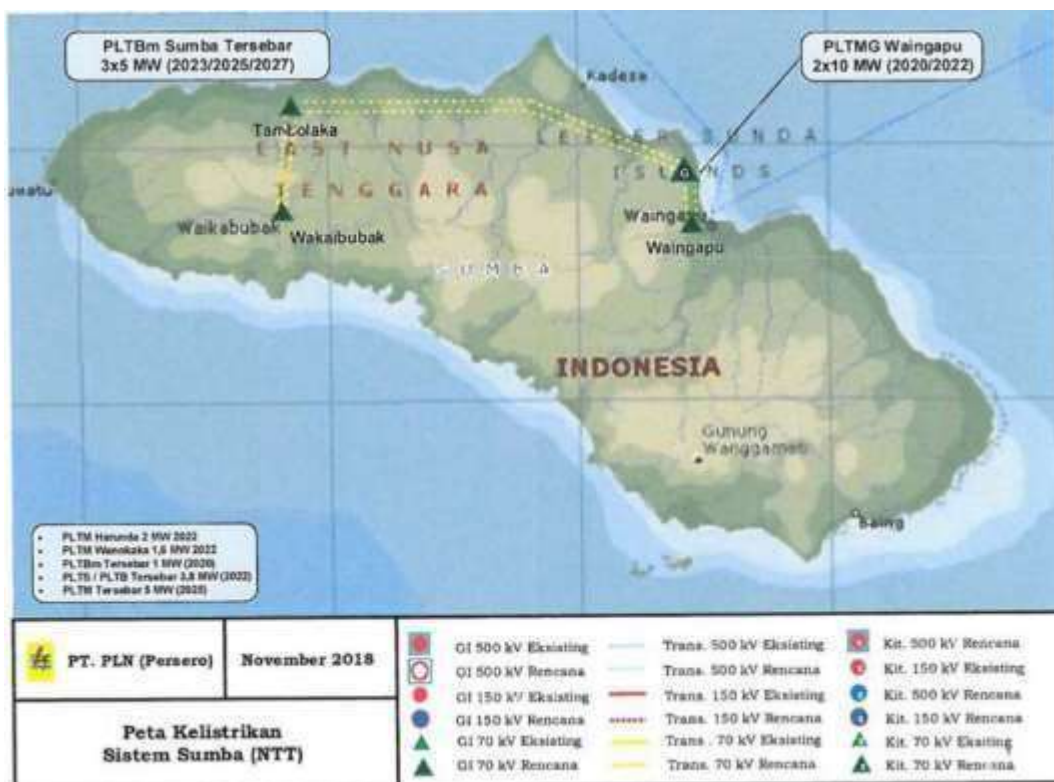 PLTBm Sumba Tersebar
3x5 MW (2023/2025/2027)
PLTMG Waingapu
2x10 MW (2020/2022)
Kadese
Tambolaka
LESSER SUNDA
ISLANDS
EAST NUSA
TENGGARA
Waikabubak
Wakaibubak
Waingapu
SUMBA
INDONESIA
Gunung
Wanggameti
Baing
• PLTM Harunda 2 MW 2022
• PLTM Wanokaka 1,6 MW 2022
• PLTBm Tersebar 1 MW (2020)
• PLTS / PLTB Tersebar 3,8 MW (2022)
• PLTM Tersebar 5 MW (2025)
PT. PLN (Persero)
November 2018
Peta Kelistrikan
Sistem Sumba (NTT)
GI 500 kV Eksisting
GI 500 kV Rencana
GI 150 kV Eksisting
GI 150 kV Rencana
GI 70 kV Eksisting
GI 70 kV Rencana
Trans. 500 kV Eksisting
Trans. 500 kV Rencana
Trans. 150 kV Eksisting
Trans. 150 kV Rencana
Trans . 70 kV Eksisting
Trans. 70 kV Rencana
Kit. 500 kV Rencana
Kit. 150 kV Eksisting
Kit. 500 kV Rencana
Kit. 150 kV Rencana
Kit. 70 kV Eksiting
Kit. 70 kV Rencana